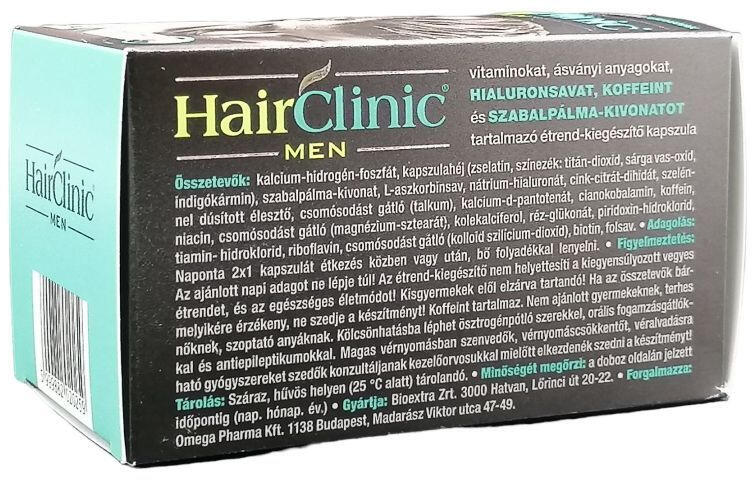 HairClinic®
MEN
vitaminokat, ásványi anyagokat,
HIALURONSAVAT, KOFFEINT
és SZABALPÁLMA-KIVONATOT
tartalmazó étrend-kiegészítő kapszula
Összetevők: kalcium-hidrogén-foszfát, kapszulahéj (zselatin, színezék: titán-dioxid, sárga vas-oxid,
indigókármin), szabalpálma-kivonat, L-aszkorbinsav, nátrium-hialuronát, cink-citrát-dihidát, szelén-
nel dúsított élesztő, csomósodást gátló (talkum), kalcium-d-pantotenát, cianokobalamin, koffein,
niacin, csomósodást gátló (magnézium-sztearát), kolekalciferol, réz-glükonát, piridoxin-hidroklorid,
tiamin- hidroklorid, riboflavin, csomósodást gátló (kolloid szilícium-dioxid), biotin, folsav. • Adagolás:
Naponta 2x1 kapszulát étkezés közben vagy után, bő folyadékkal lenyelni. • Figyelmeztetés:
Az ajánlott napi adagot ne lépje túl! Az étrend-kiegészítő nem helyettesíti a kiegyensúlyozott vegyes
étrendet, és az egészséges életmódot! Kisgyermekek elől elzárva tartandó! Ha az összetevők bár-
melyikére érzékeny, ne szedje a készítményt! Koffeint tartalmaz. Nem ajánlott gyermekeknek, terhes
nőknek, szoptató anyáknak. Kölcsönhatásba léphet ösztrogénpótló szerekkel, orális fogamzásgátlók-
kal és antiepileptikumokkal. Magas vérnyomásban szenvedők, vérnyomáscsökkentőt, véralvadásra
ható gyógyszereket szedők konzultáljanak kezelőorvosukkal mielőtt elkezdenék szedni a készítményt!
Tárolás: Száraz, hűvös helyen (25 °C alatt) tárolandó. • Minőségét megőrzi: a doboz oldalán jelzett
időpontig (nap. hónap. év.) • Gyártja: Bioextra Zrt. 3000 Hatvan, Lőrinci út 20-22. • Forgalmazza:
Omega Pharma Kft. 1138 Budapest, Madarász Viktor utca 47-49.
HairClinic®
MEN